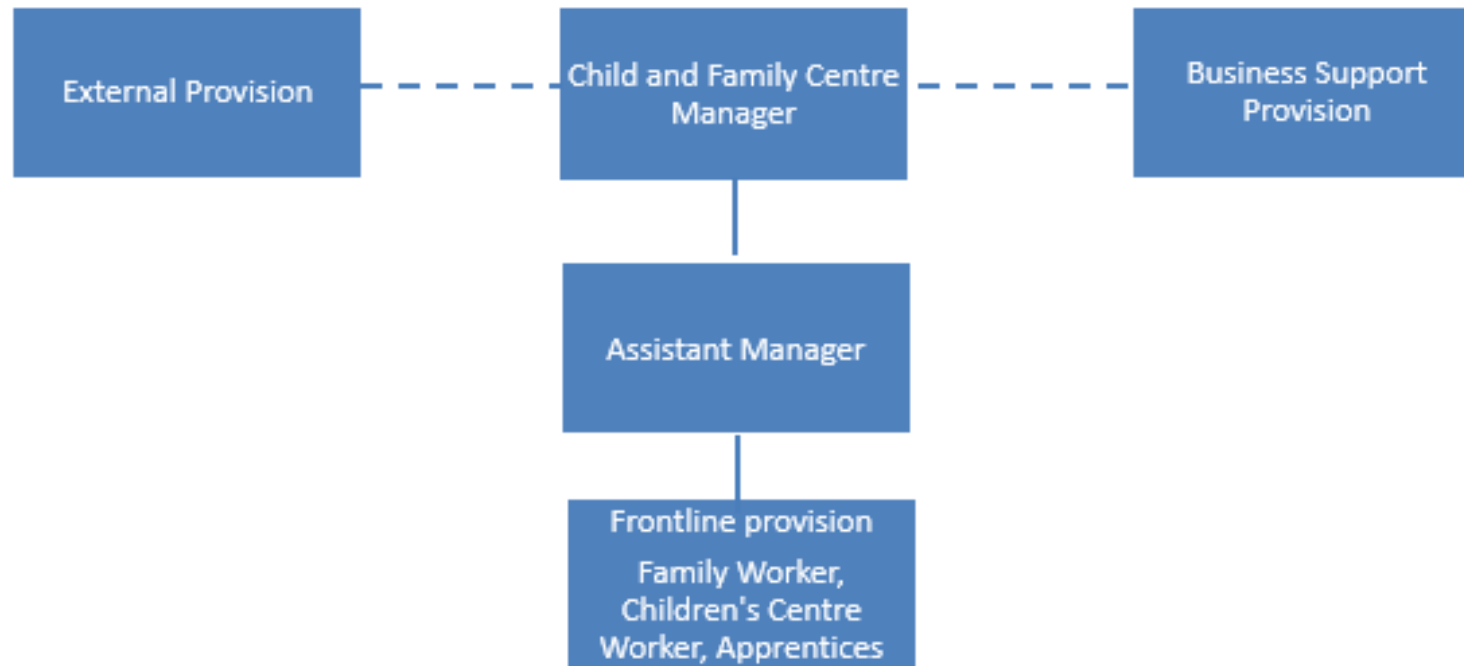 External Provision
Child and Family Centre
Manager
Business Support
Provision
Assistant Manager
Frontline provision
Family Worker,
Children's Centre
Worker, Apprentices